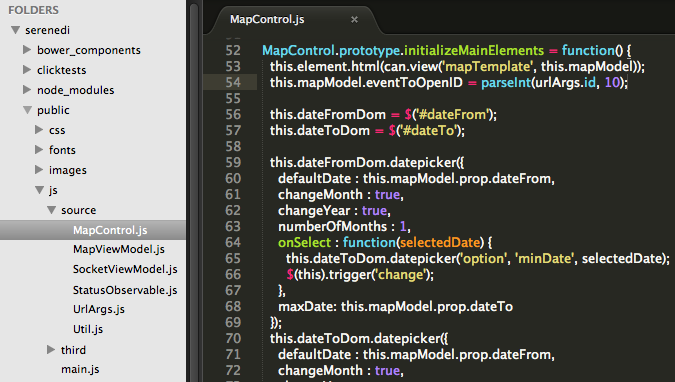 FOLDERS
serenedi
bower_components
clicktests
node_modules
public
css
fonts
images
js
source
MapControl.js
MapViewModel.js
SocketViewModel.js
StatusObservable.js
UrlArgs.js
Util.js
third
main.js
MapControl.js ×
52 MapControl.prototype.initializeMainElements = function() {
53 this.element.html(can.view('mapTemplate', this.mapModel));
54 this.mapModel.eventToOpenID = parseInt(urlArgs.id, 10);
55
56 this.dateFromDom = $('#dateFrom');
57 this.dateToDom = $('#dateTo');
58
59 this.dateFromDom.datepicker({
60 defaultDate : this.mapModel.prop.dateFrom,
61 changeMonth : true,
62 changeYear : true,
63 numberOfMonths : 1,
64 onSelect : function(selectedDate) {
65 this.dateToDom.datepicker('option', 'minDate', selectedDate);
66 $(this).trigger('change');
67 },
68 maxDate: this.mapModel.prop.dateTo
69 });
70 this.dateToDom.datepicker({
71 defaultDate : this.mapModel.prop.dateFrom,
72 changeMonth : true,